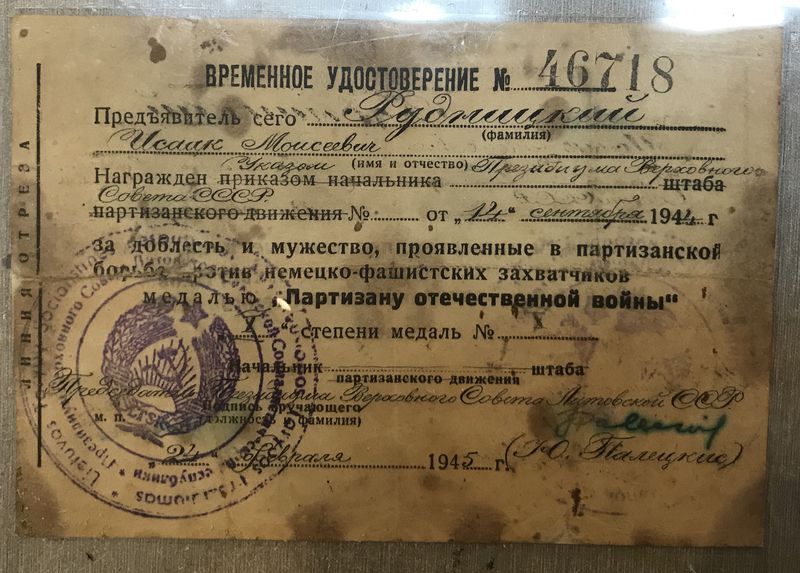 ВРЕМЕННОЕ УДОСТОВЕРЕНИЕ № 46718
Предъявитель сего Рудницкий
(фамилия)
Исаак Моисеевич
(имя и отчество)
Указом Президиума Верховного
Награжден приказом начальника штаба
Совета СССР
партизанского движения № от „14" сентября 1944 г
за доблесть и мужество, проявленные в партизанской
борьбе против немецко-фашистских захватчиков
медалью „Партизану отечественной войны"
X степени медаль № X
Начальник штаба
партизанского движения
Председатель Президиума Верховного Совета Литовской ССР
м. п. Подпись вручающего
(должность и фамилия)
„24" февраля 1945 г. (Ю. Палецкис)
ЛИНИЯ ОТРЕЗА